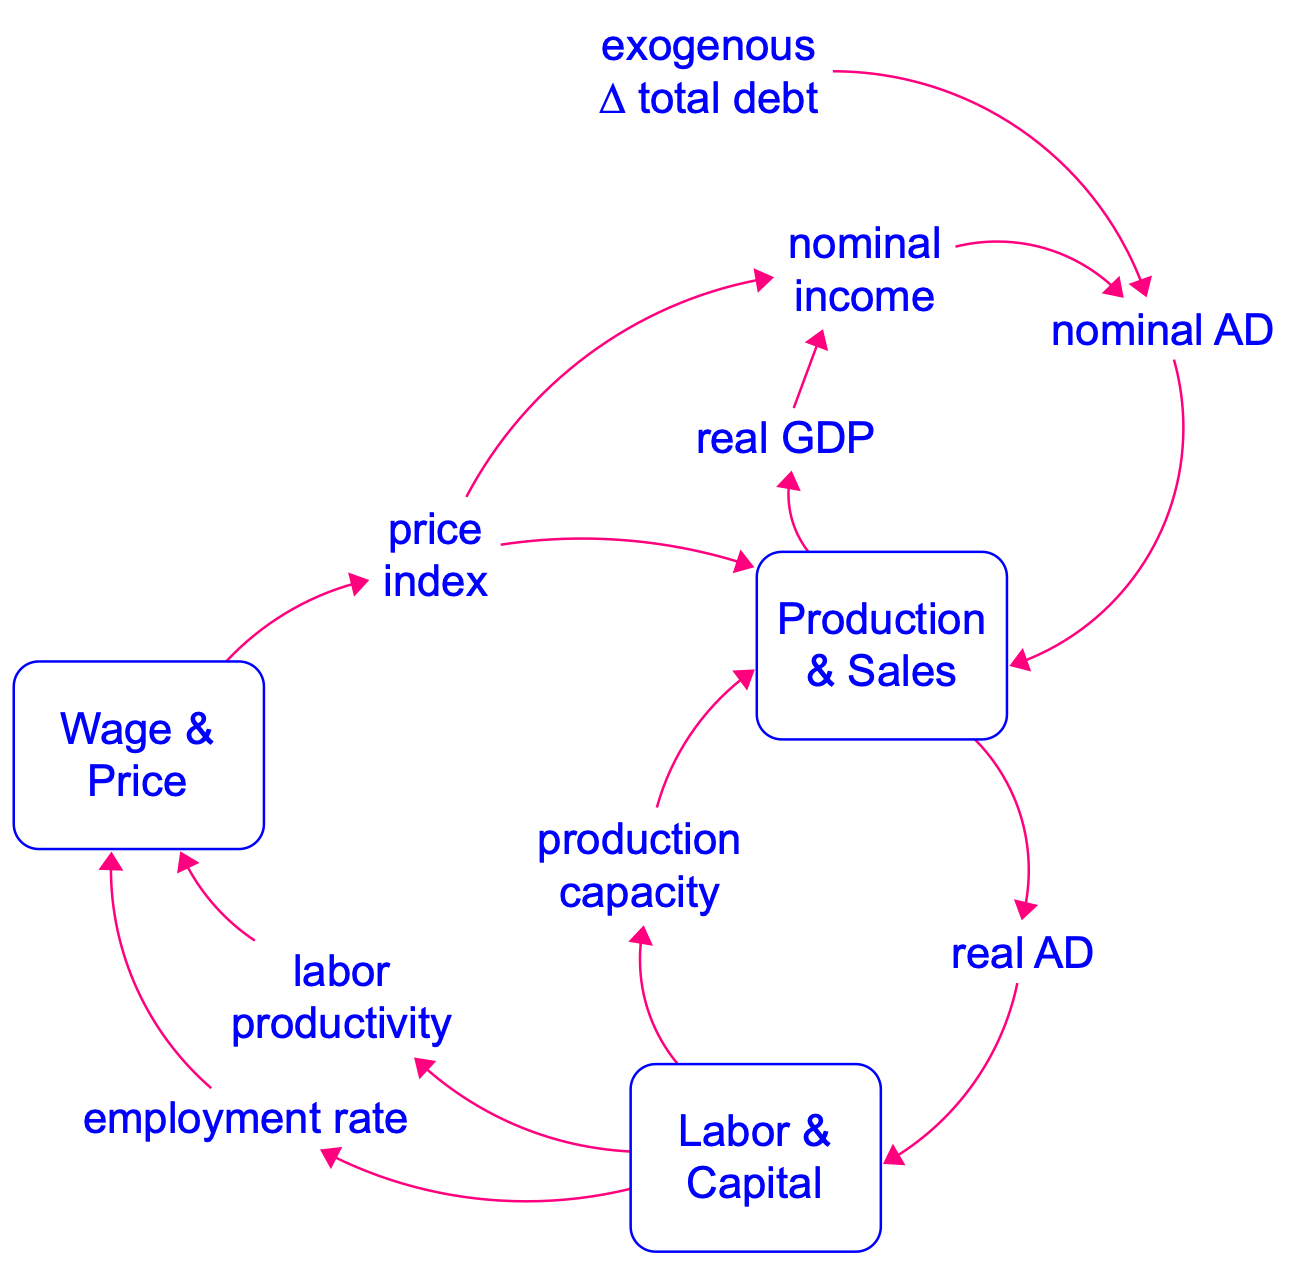 exogenous
Δ total debt
nominal
income
nominal AD
real GDP
price
index
Production
& Sales
Wage &
Price
production
capacity
real AD
labor
productivity
employment rate
Labor &
Capital